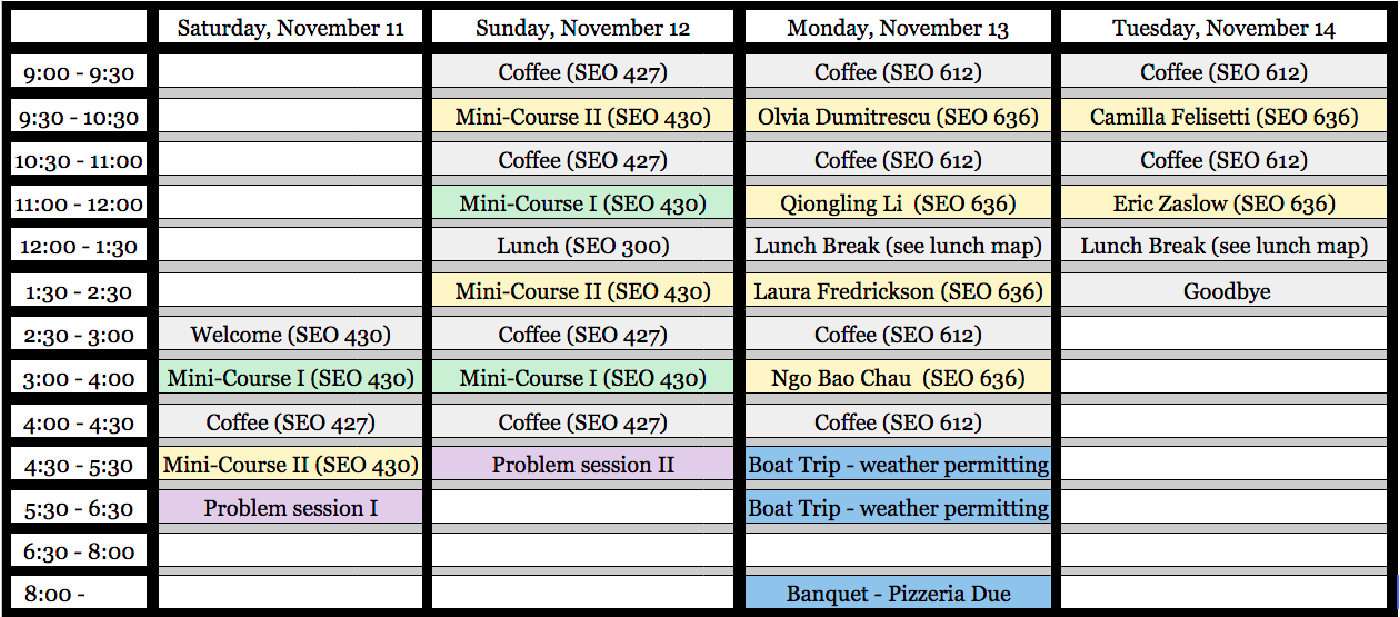 Saturday, November 11 Sunday, November 12 Monday, November 13 Tuesday, November 14
9:00 - 9:30 Coffee (SEO 427) Coffee (SEO 612) Coffee (SEO 612)
9:30 - 10:30 Mini-Course II (SEO 430) Olvia Dumitrescu (SEO 636) Camilla Felisetti (SEO 636)
10:30 - 11:00 Coffee (SEO 427) Coffee (SEO 612) Coffee (SEO 612)
11:00 - 12:00 Mini-Course I (SEO 430) Qiongling Li (SEO 636) Eric Zaslow (SEO 636)
12:00 - 1:30 Lunch (SEO 300) Lunch Break (see lunch map) Lunch Break (see lunch map)
1:30 - 2:30 Mini-Course II (SEO 430) Laura Fredrickson (SEO 636) Goodbye
2:30 - 3:00 Welcome (SEO 430) Coffee (SEO 427) Coffee (SEO 612)
3:00 - 4:00 Mini-Course I (SEO 430) Mini-Course I (SEO 430) Ngo Bao Chau (SEO 636)
4:00 - 4:30 Coffee (SEO 427) Coffee (SEO 427) Coffee (SEO 612)
4:30 - 5:30 Mini-Course II (SEO 430) Problem session II Boat Trip - weather permitting
5:30 - 6:30 Problem session I Boat Trip - weather permitting
6:30 - 8:00
8:00 - Banquet - Pizzeria Due